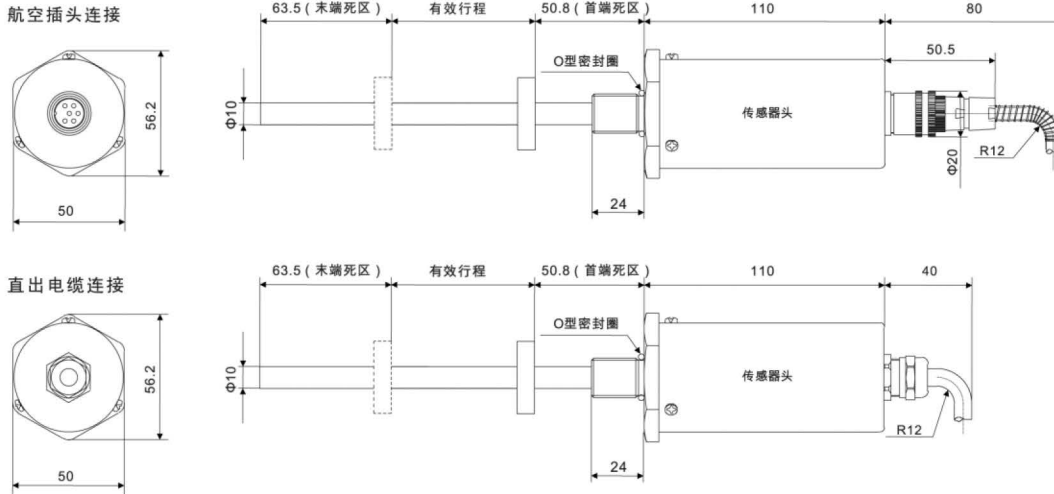 航空插头连接
63.5 ( 末端死区 )
有效行程
50.8 ( 首端死区 )
110
80
50.5
O型密封圈
Φ10
传感器头
56.2
Φ20
R12
24
50
直出电缆连接
63.5 ( 末端死区 )
有效行程
50.8 ( 首端死区 )
110
40
O型密封圈
Φ10
传感器头
56.2
R12
24
50